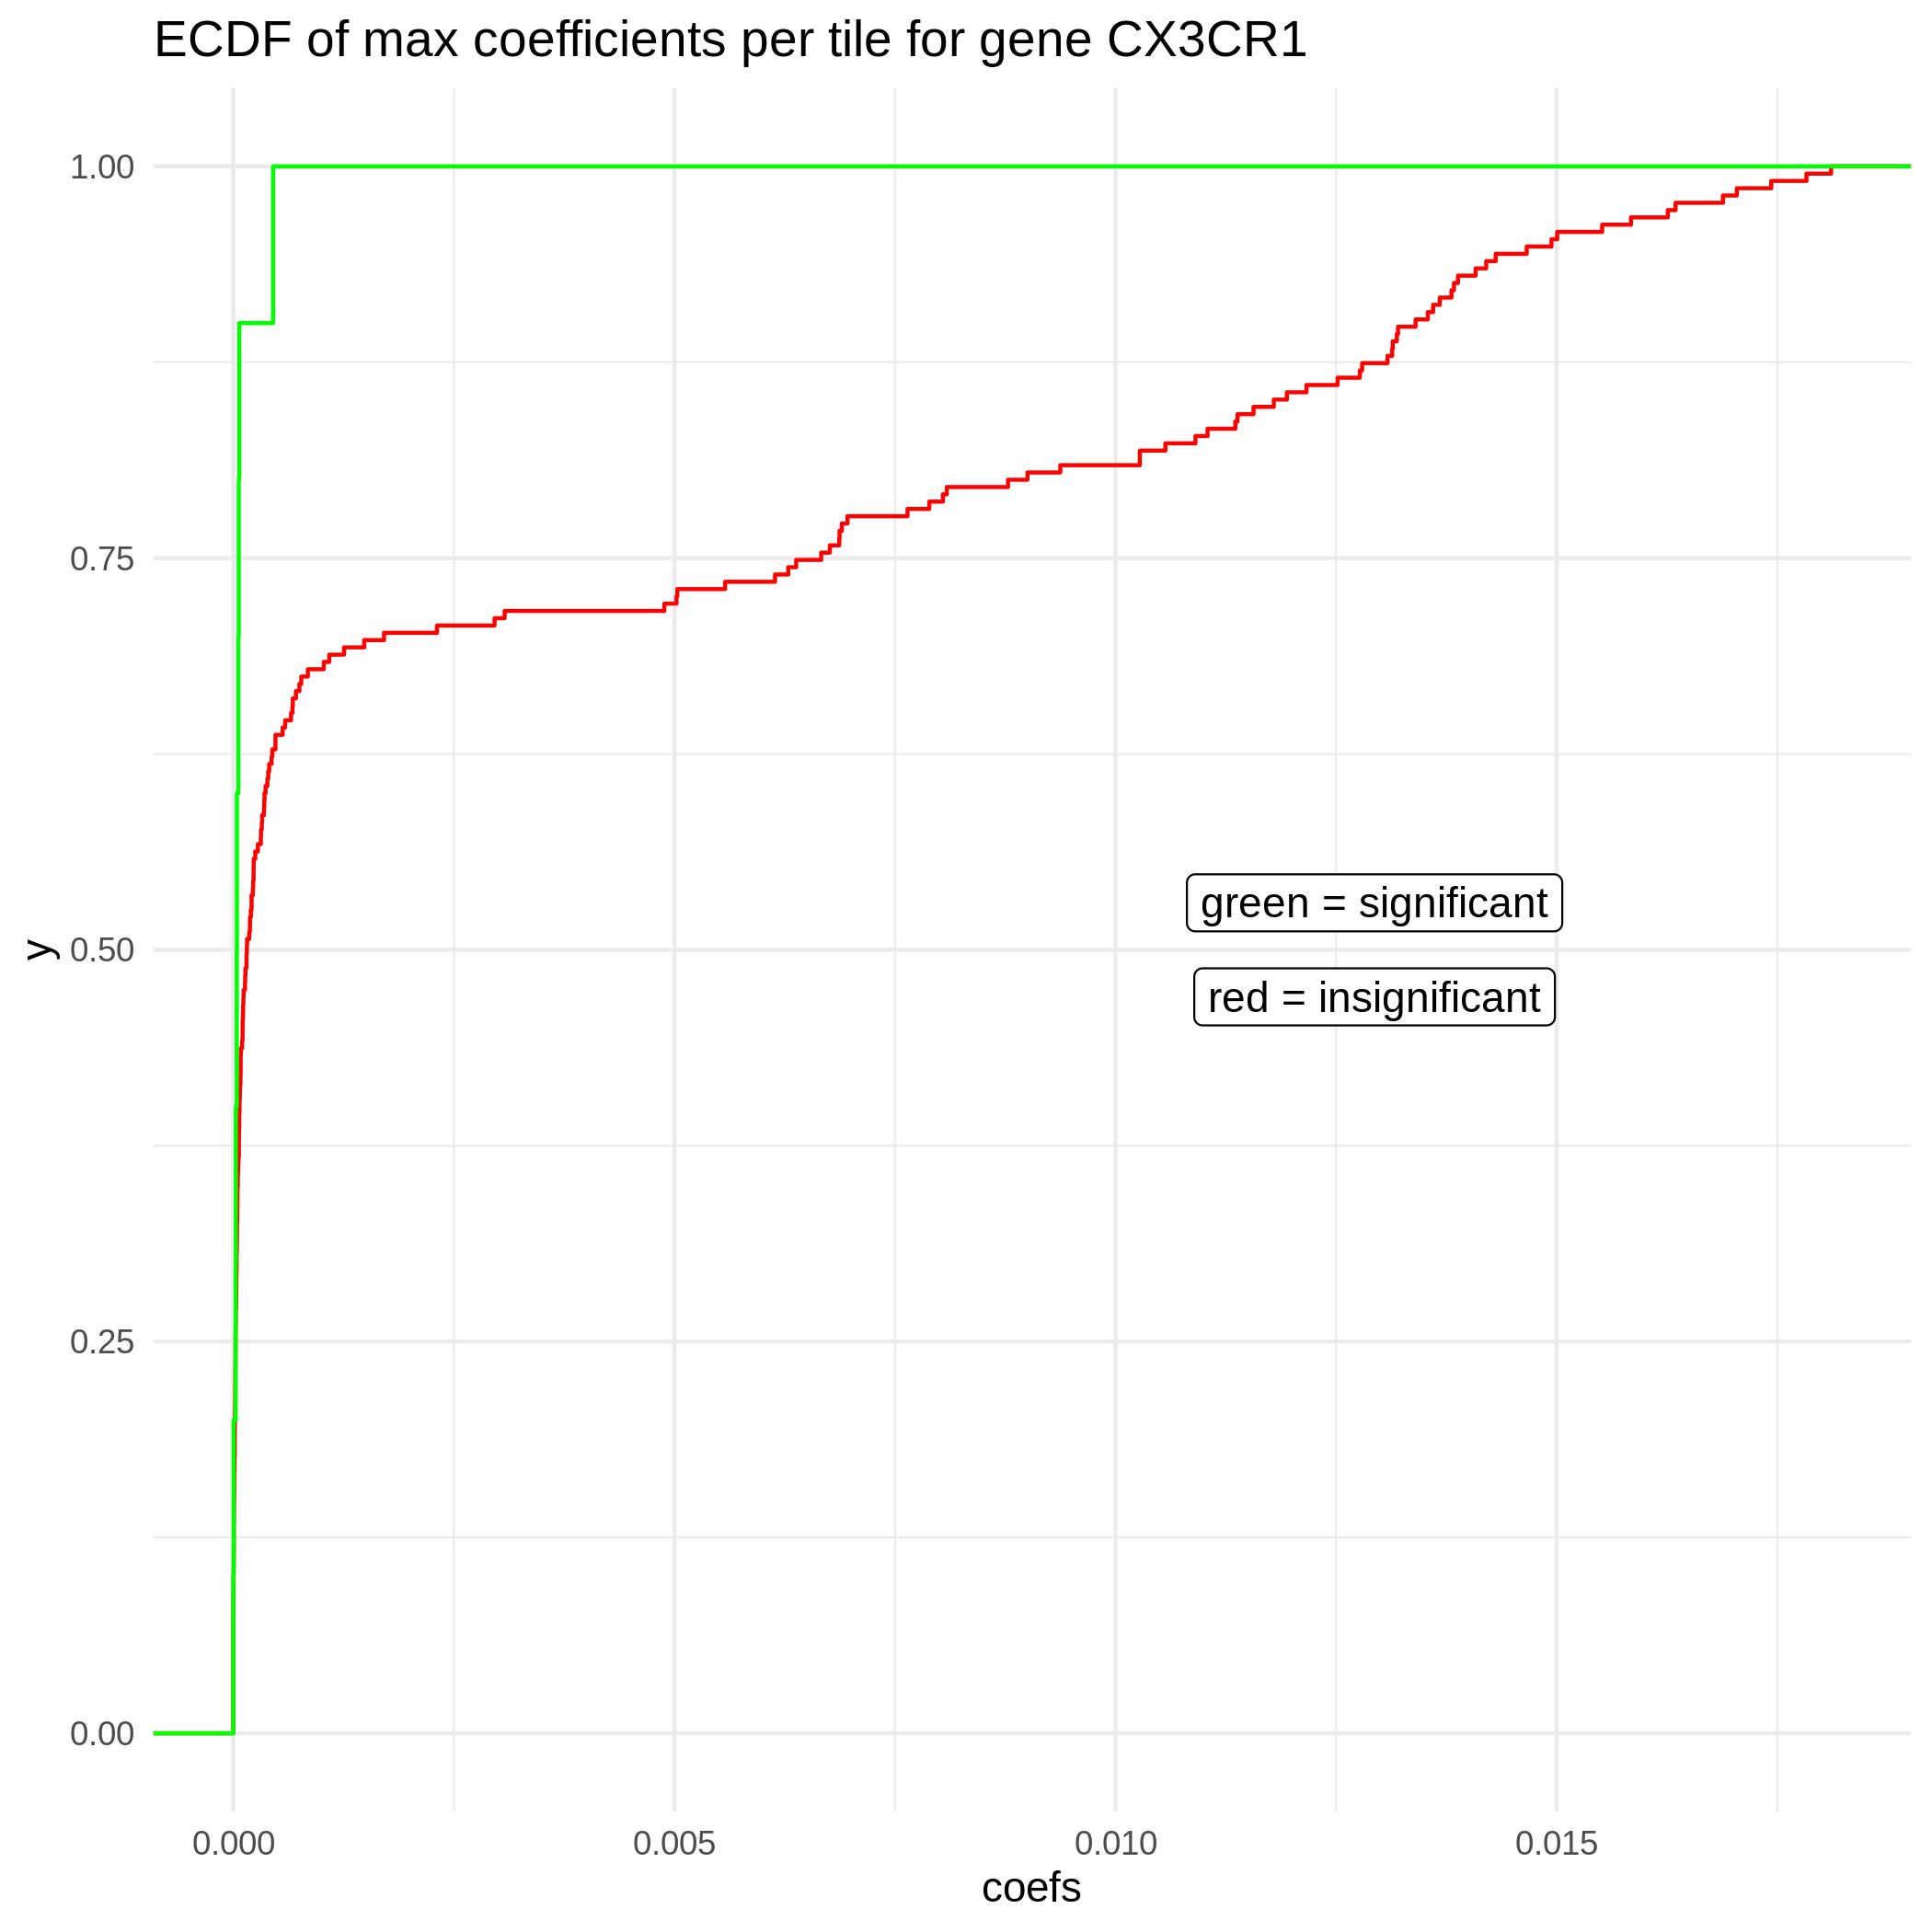 ECDF of max coefficients per tile for gene CX3CR1
1.00
0.75
0.50
0.25
0.00
y
green = significant
red = insignificant
0.000 0.005 0.010 0.015
coefs